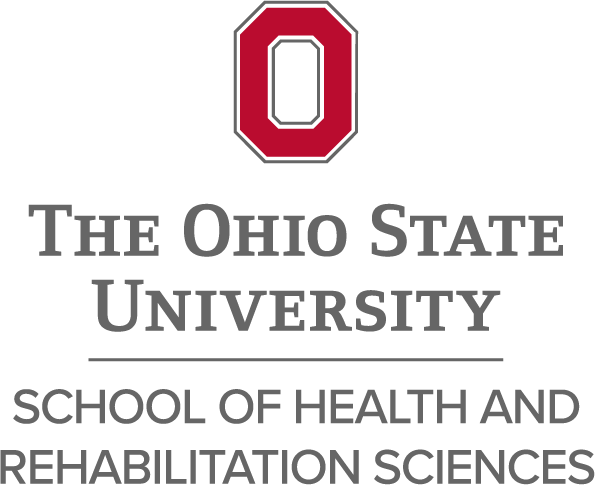 THE OHIO STATE
UNIVERSITY
SCHOOL OF HEALTH AND
REHABILITATION SCIENCES